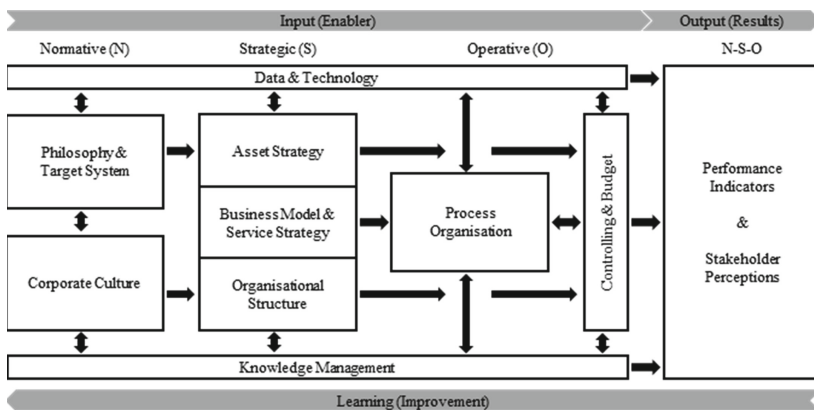 Input (Enabler)
Output (Results)
Normative (N)
Strategic (S)
Operative (O)
N-S-O
Data & Technology
Philosophy &
Target System
Asset Strategy
Business Model &
Service Strategy
Process
Organisation
Controlling & Budget
Performance
Indicators
&
Stakeholder
Perceptions
Corporate Culture
Organisational
Structure
Knowledge Management
Learning (Improvement)